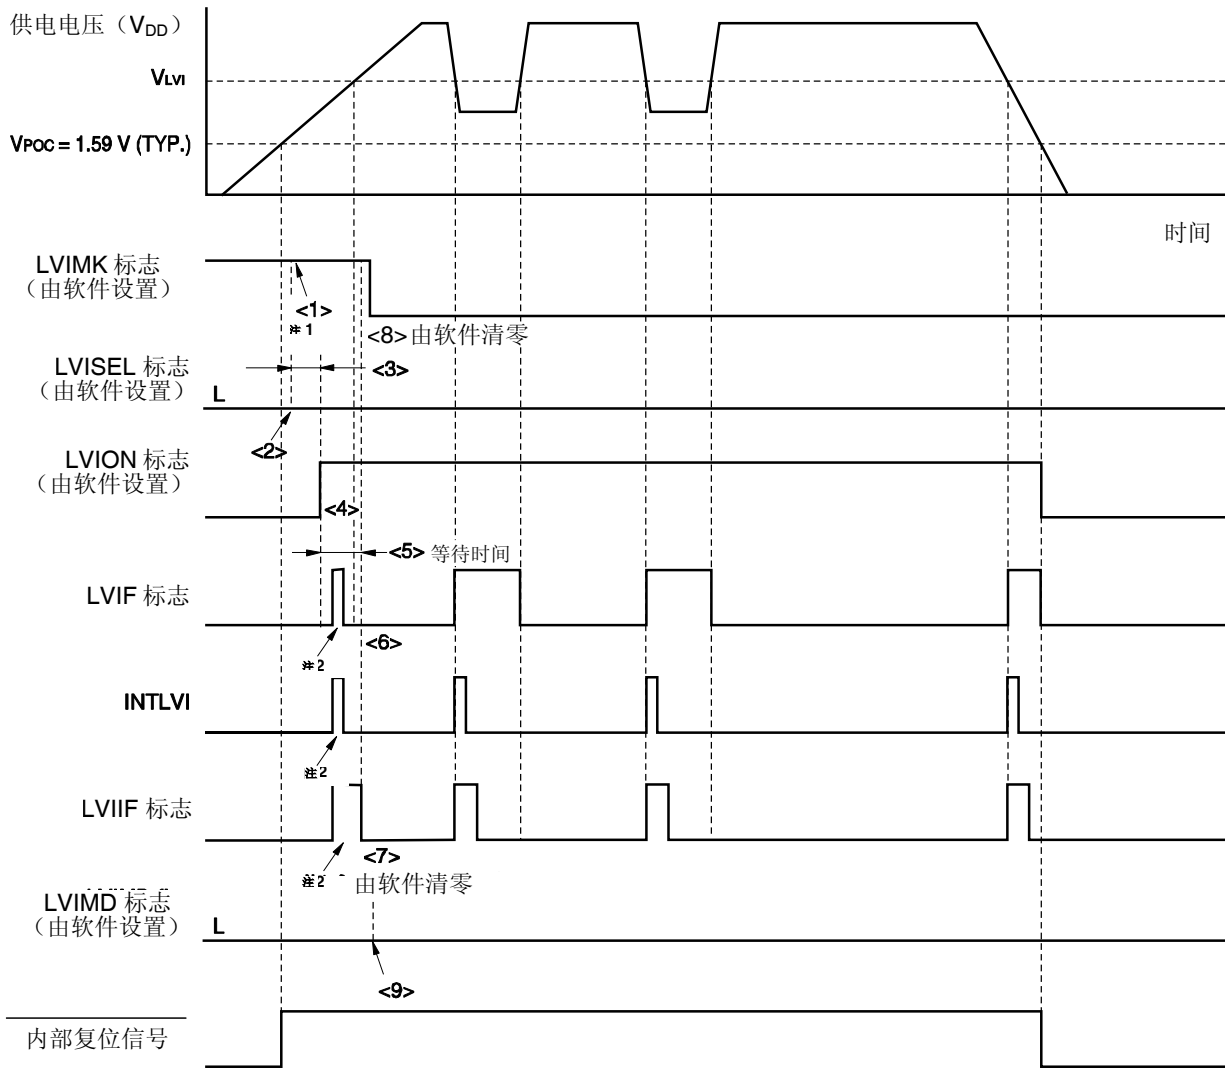 供电电压（VDD）
VLVI
VPOC = 1.59 V (TYP.)
时间
LVIMK 标志
（由软件设置）
<1>
注 1
<8> 由软件清零
LVISEL 标志
（由软件设置）
<3>
L
<2>
LVION 标志
（由软件设置）
<4>
<5> 等待时间
LVIF 标志
<6>
注 2
INTLVI
注 2
LVIIF 标志
<7>
注 2
由软件清零
LVIMD 标志
（由软件设置）
L
<9>
内部复位信号